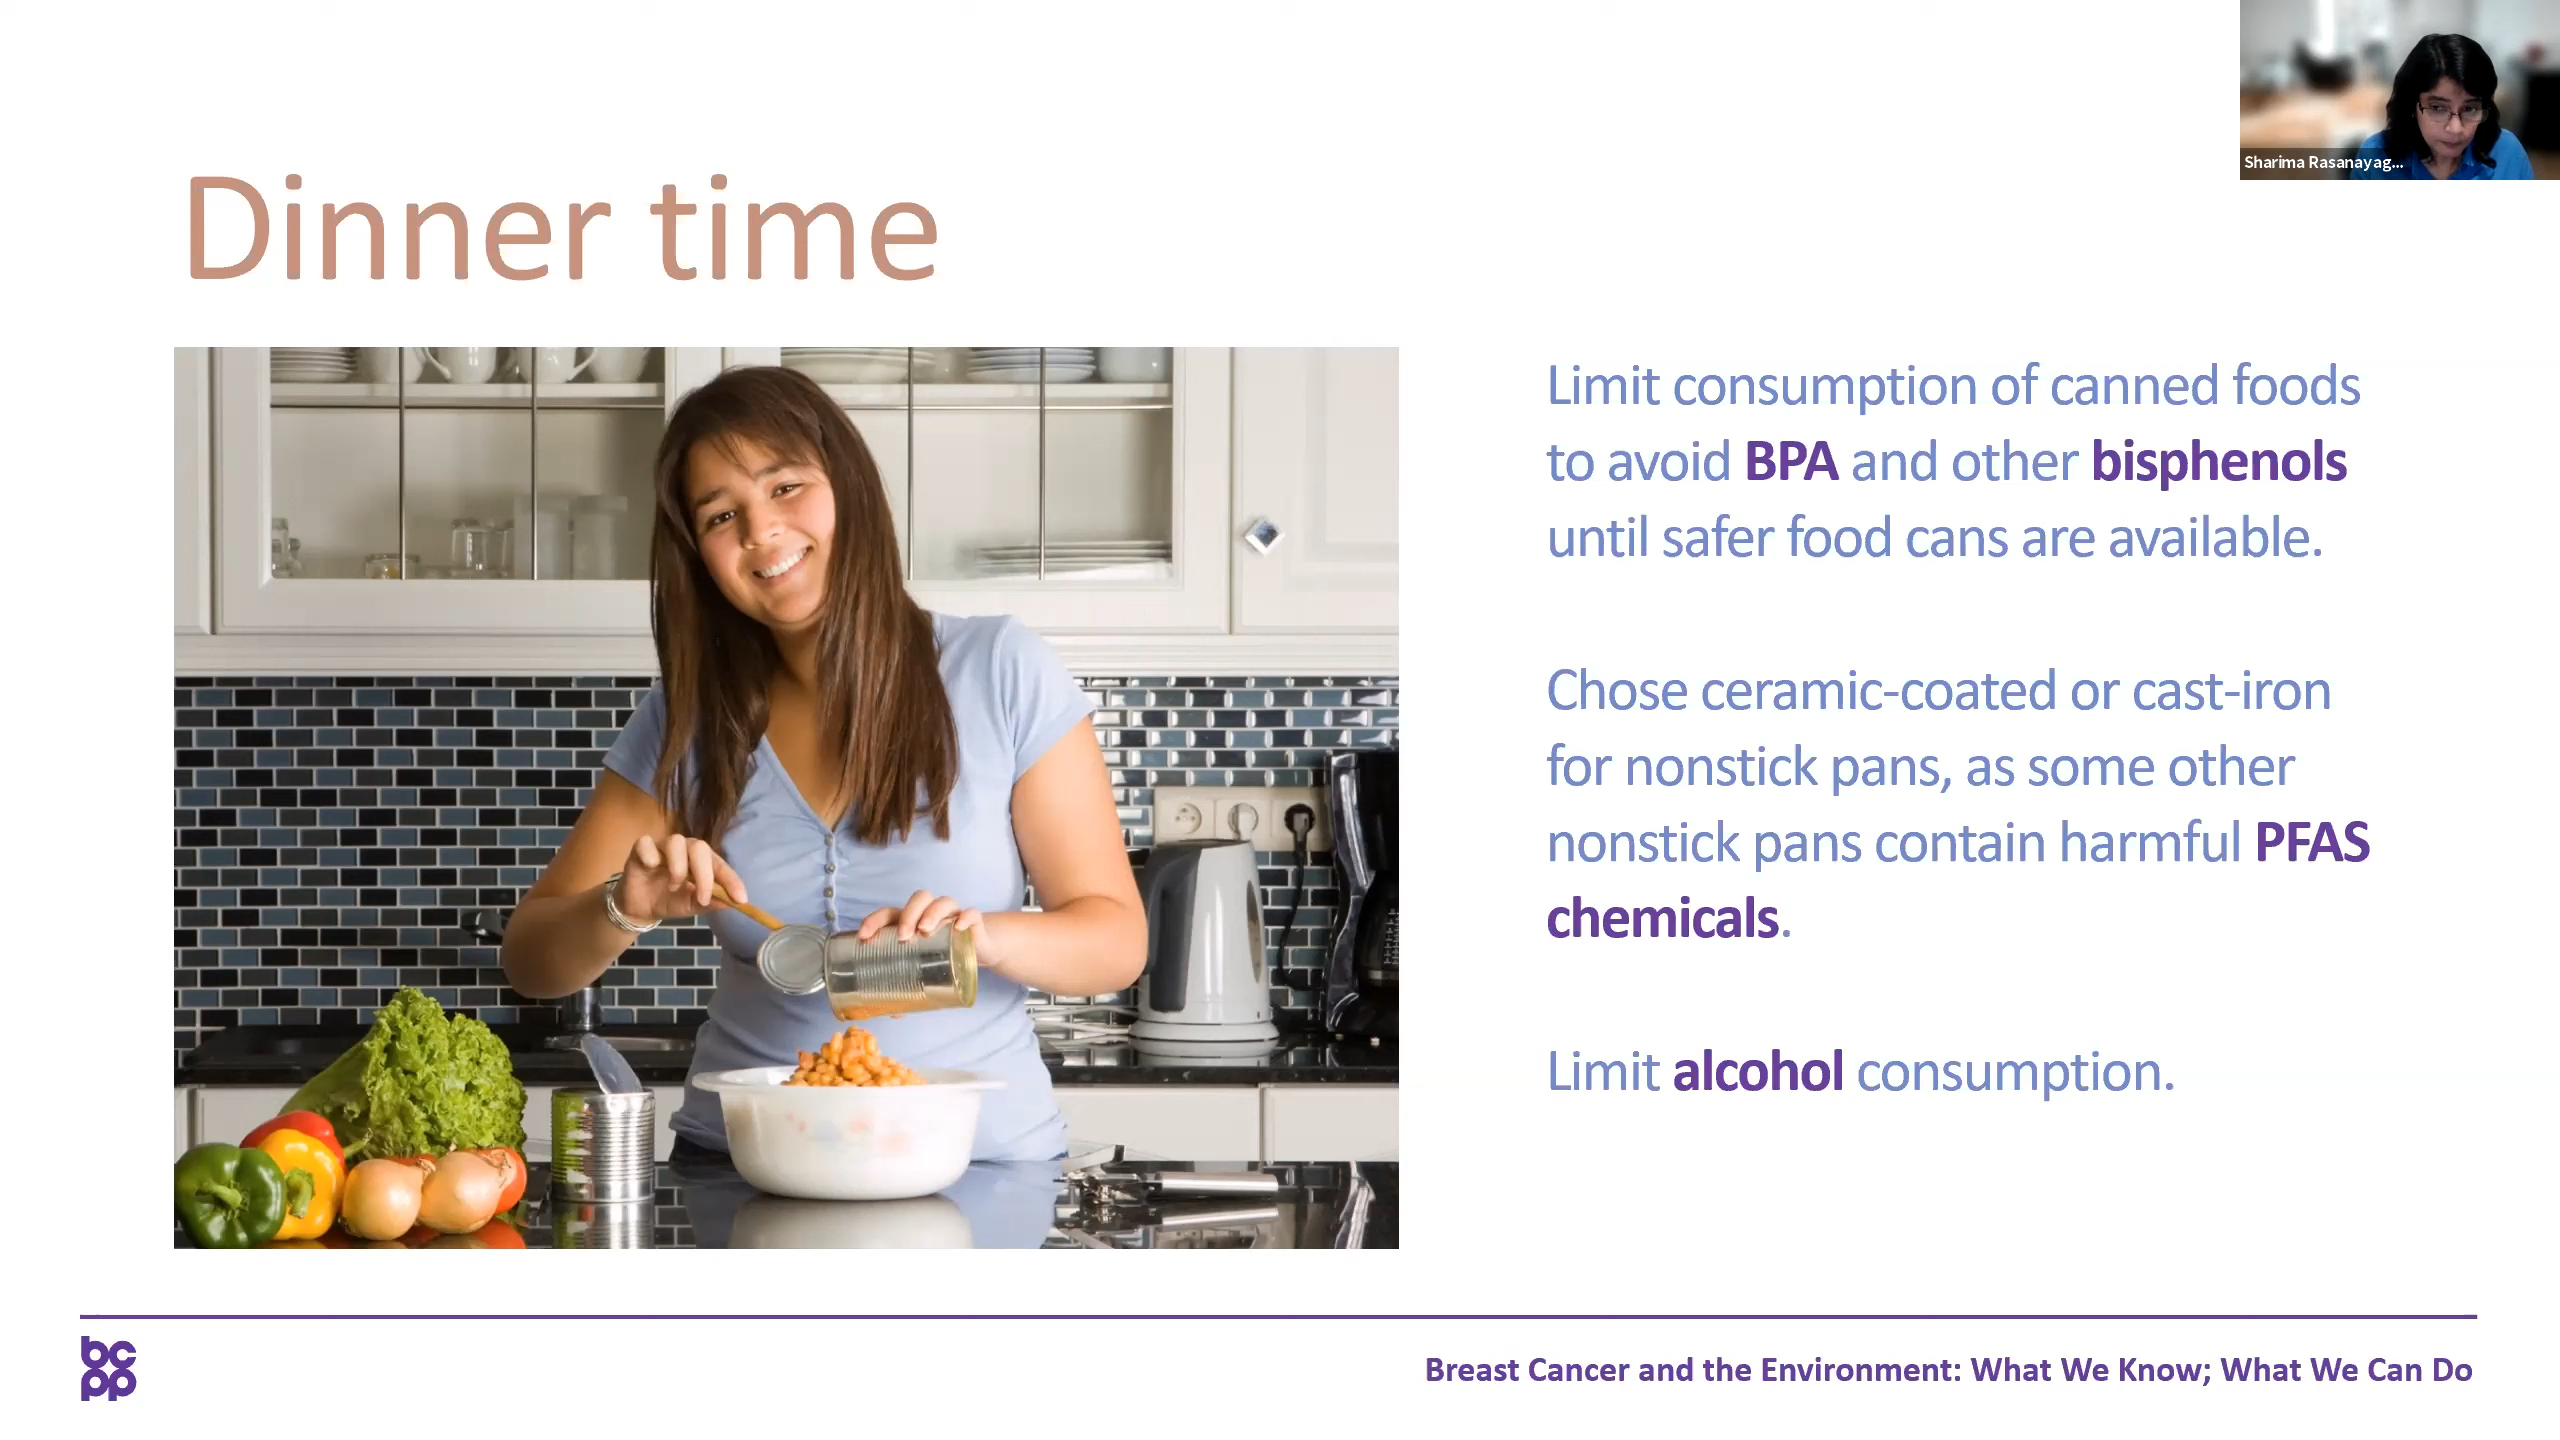 Sharima Rasanayag...
Dinner time
Limit consumption of canned foods
to avoid BPA and other bisphenols
until safer food cans are available.
Chose ceramic-coated or cast-iron
for nonstick pans, as some other
nonstick pans contain harmful PFAS
chemicals.
Limit alcohol consumption.
bc
pp
Breast Cancer and the Environment: What We Know; What We Can Do